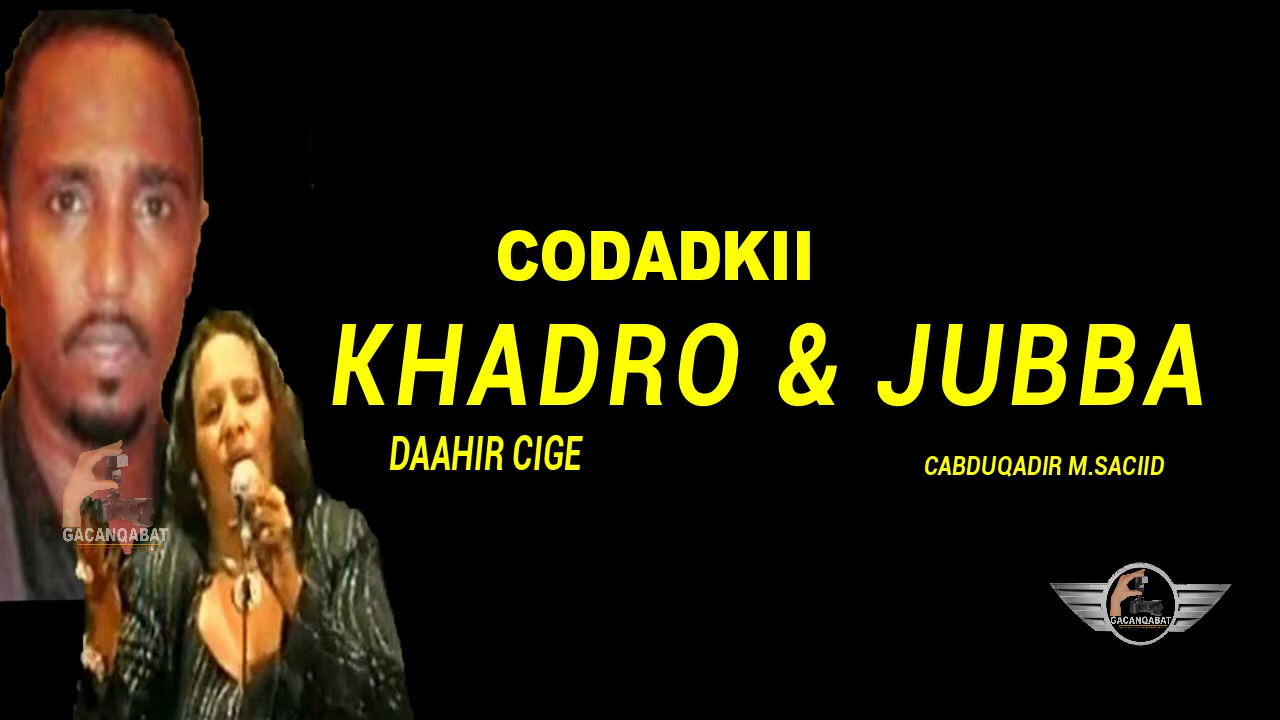 CODADKII
KHADRO & JUBBA
DAAHIR CIGE
CABDUQADIR M.SACIID
GACANQABAT
GACANQABAT